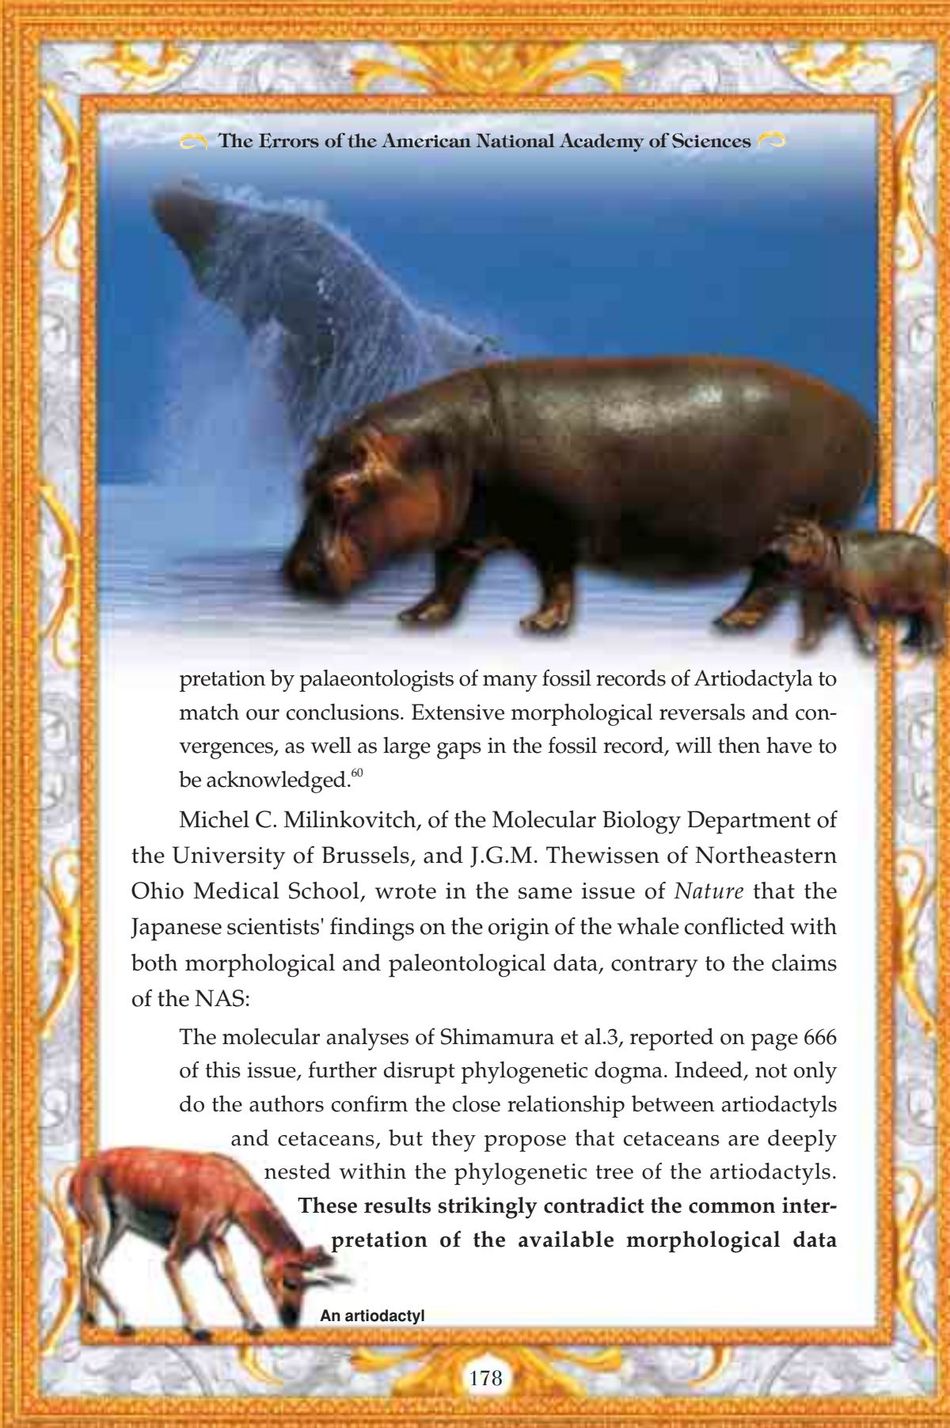 The Errors of the American National Academy of Sciences
pretation by palaeontologists of many fossil records of Artiodactyla to
match our conclusions. Extensive morphological reversals and con-
vergences, as well as large gaps in the fossil record, will then have to
be acknowledged.60
Michel C. Milinkovitch, of the Molecular Biology Department of
the University of Brussels, and J.G.M. Thewissen of Northeastern
Ohio Medical School, wrote in the same issue of Nature that the
Japanese scientists' findings on the origin of the whale conflicted with
both morphological and paleontological data, contrary to the claims
of the NAS:
The molecular analyses of Shimamura et al.3, reported on page 666
of this issue, further disrupt phylogenetic dogma. Indeed, not only
do the authors confirm the close relationship between artiodactyls
and cetaceans, but they propose that cetaceans are deeply
nested within the phylogenetic tree of the artiodactyls.
These results strikingly contradict the common inter-
pretation of the available morphological data
An artiodactyl
178